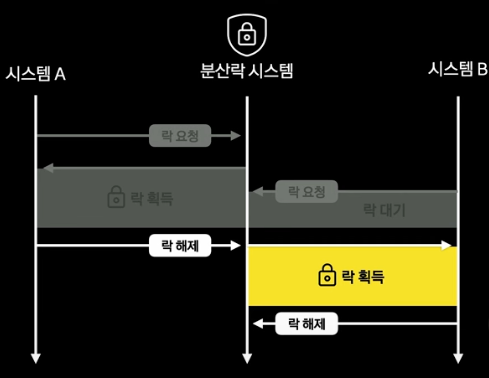 시스템 A
분산락 시스템
시스템 B
락 요청
락 획득
락 요청
락 대기
락 해제
락 획득
락 해제